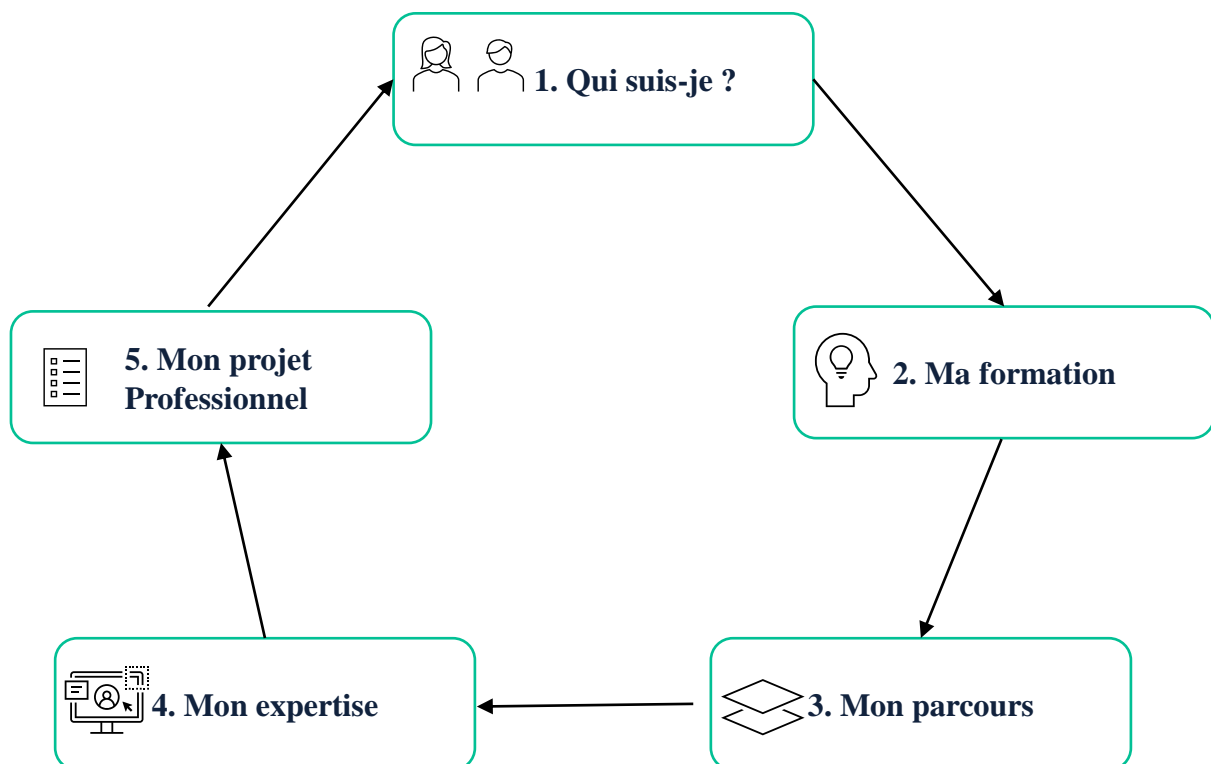 1. Qui suis-je ?
2. Ma formation
3. Mon parcours
4. Mon expertise
5. Mon projet
Professionnel